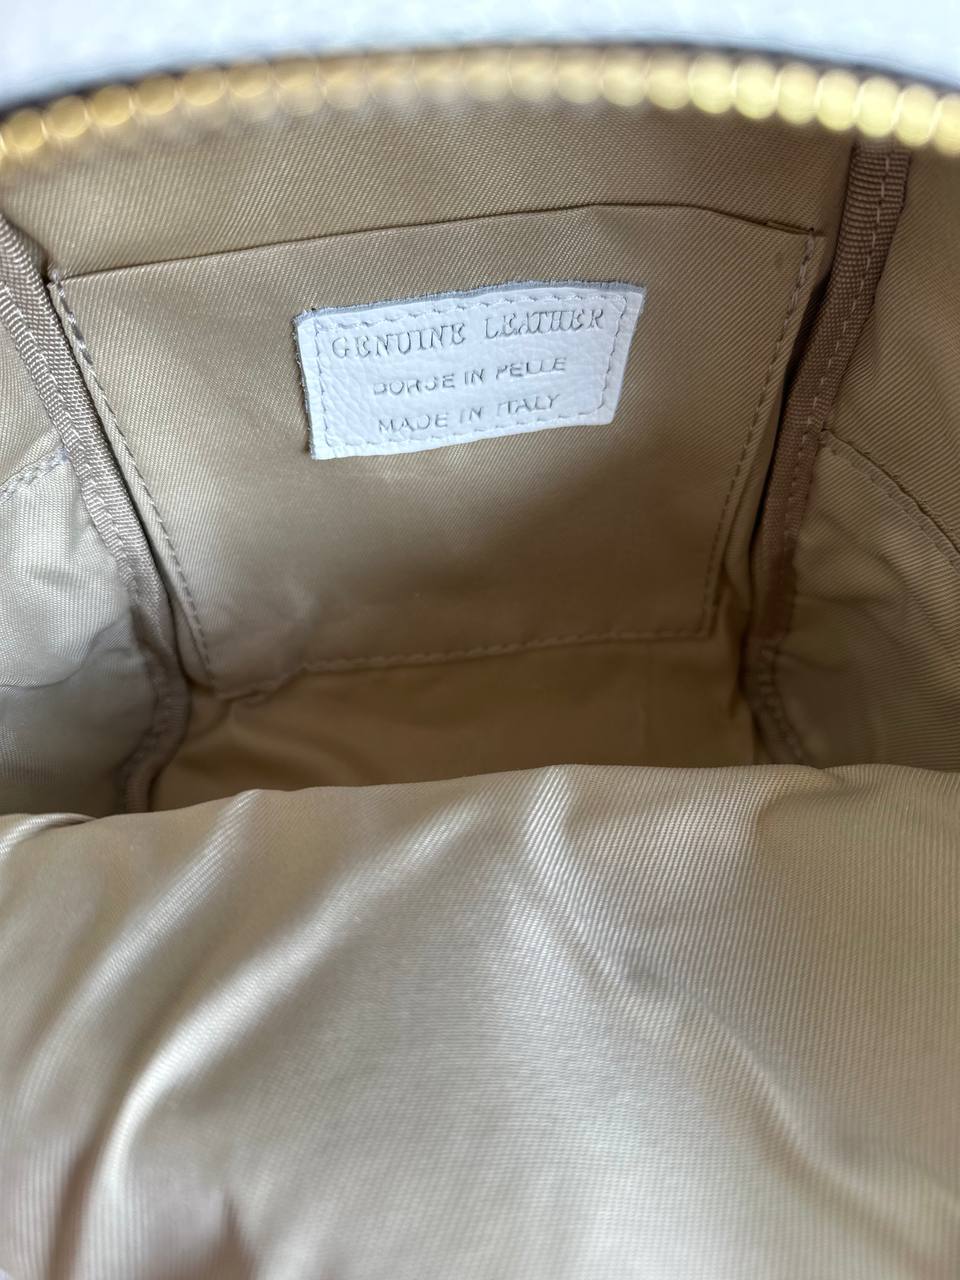 GENUINE LEATHER
BORSE IN PELLE
MADE IN ITALY